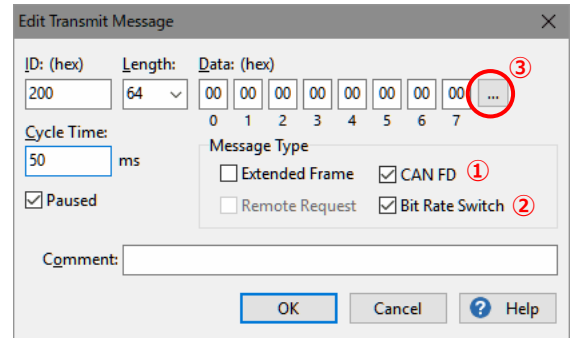 Edit Transmit Message
ID: (hex) Length: Data: (hex) ③
200 64 00 00 00 00 00 00 00 00 ...
0 1 2 3 4 5 6 7
Cycle Time:
50 ms
Message Type
Extended Frame CAN FD ①
Paused
Remote Request Bit Rate Switch ②
Comment:
OK Cancel ? Help